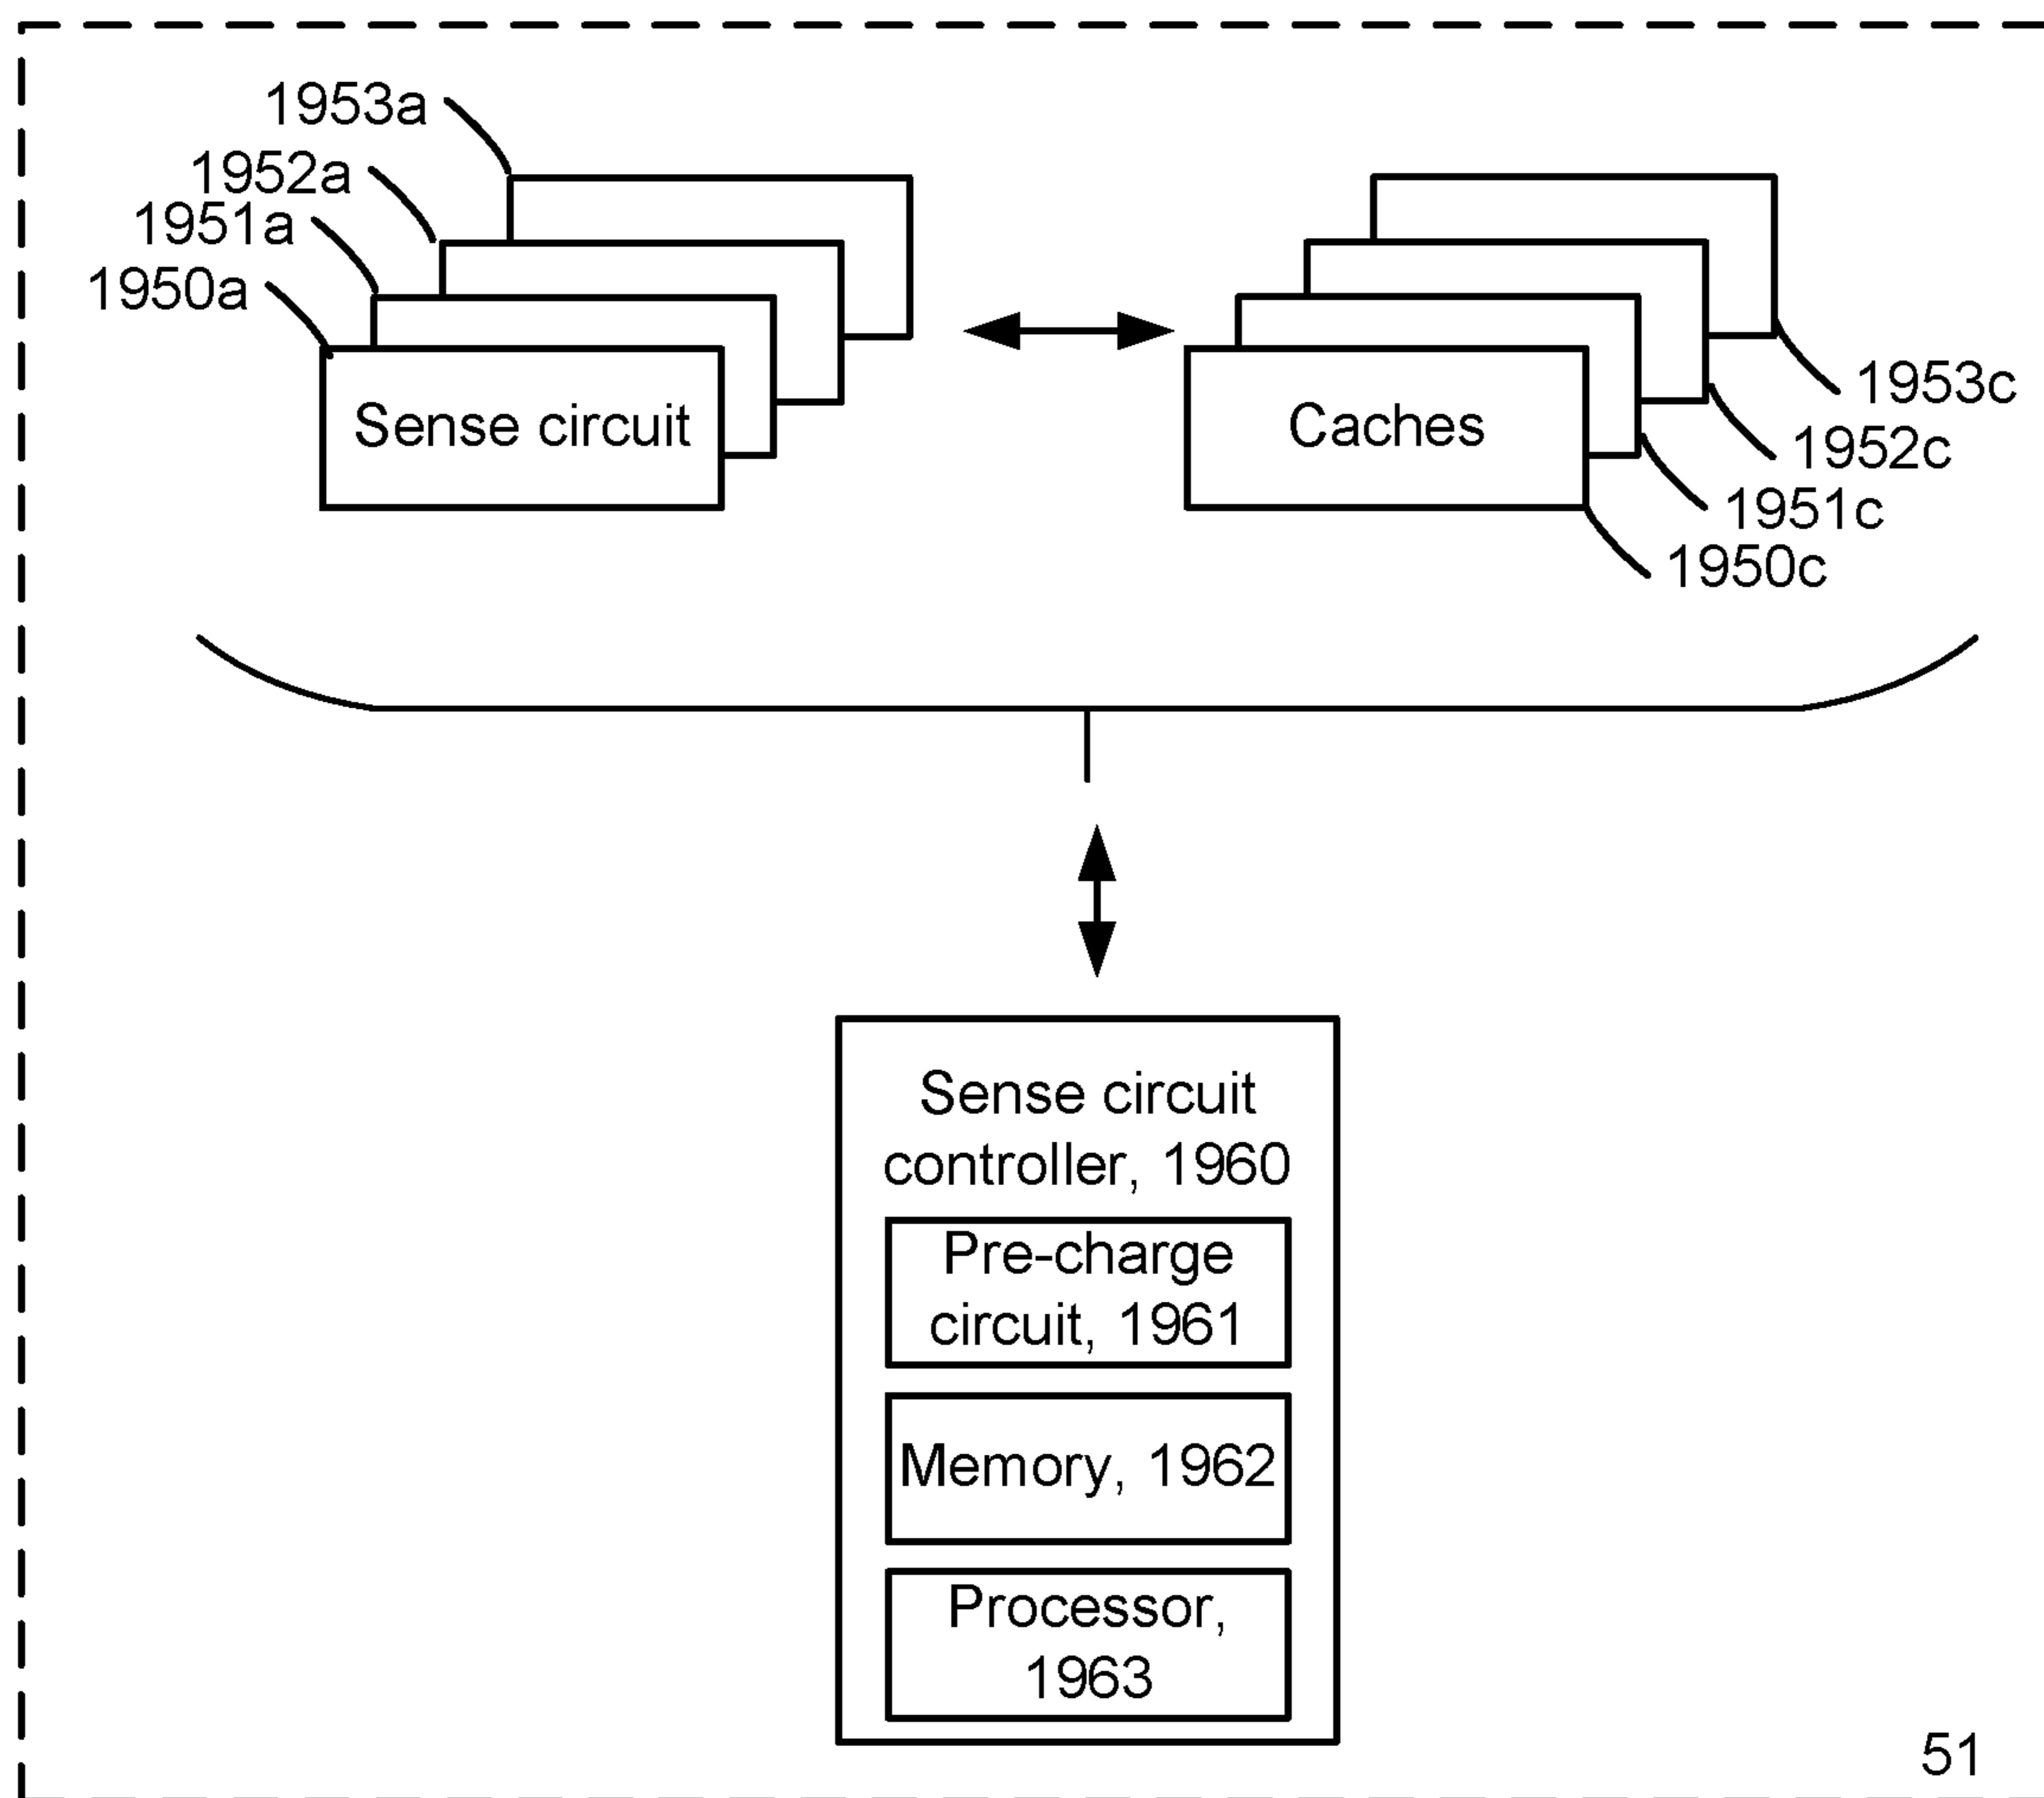 1953a
1952a
1951a
1950a
Sense circuit
Caches
1953c
1952c
1951c
1950c
Sense circuit
controller, 1960
Pre-charge
circuit, 1961
Memory, 1962
Processor,
1963
51